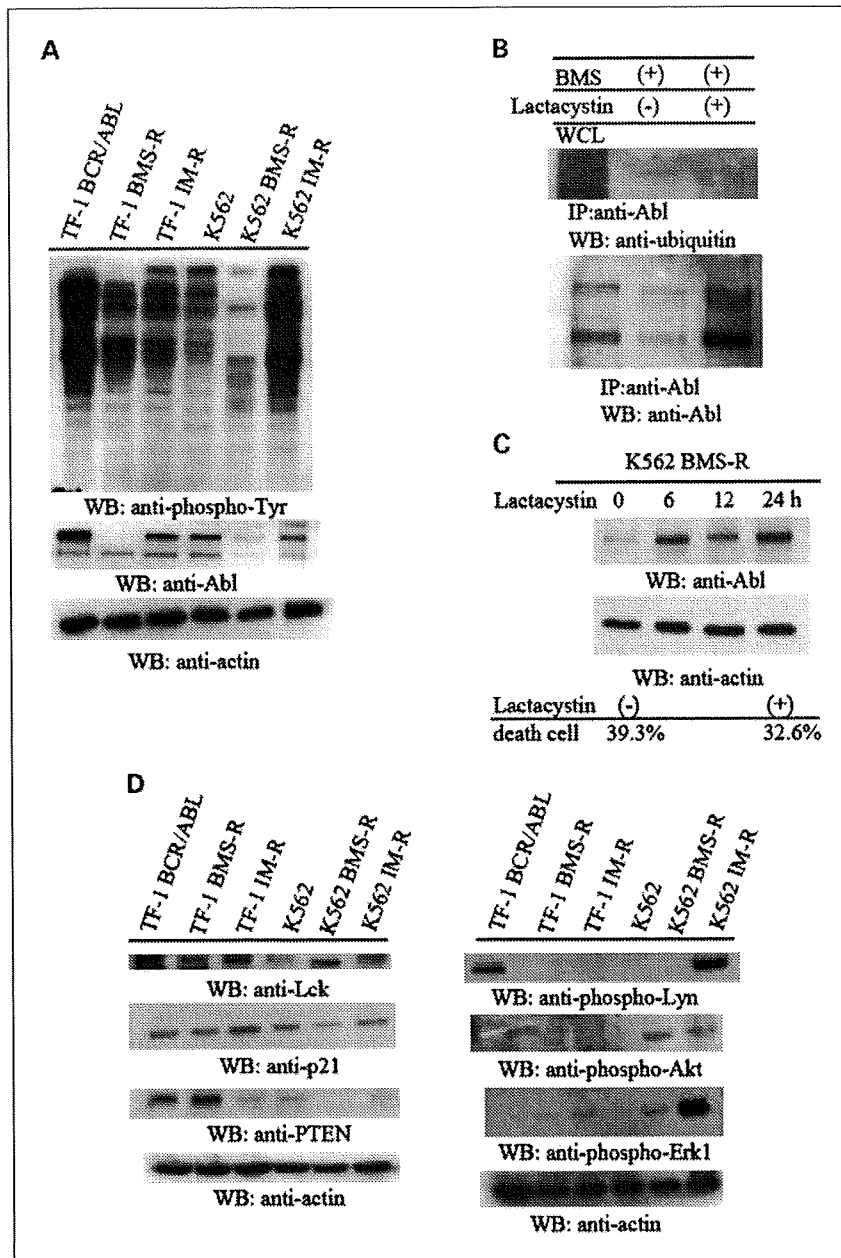 A
TF-1 BCR/ABL
TF-1 BMS-R
TF-1 IM-R
K562
K562 BMS-R
K562 IM-R
WB: anti-phospho-Tyr
WB: anti-Abl
WB: anti-actin
B
BMS (+) (+)
Lactacystin (-) (+)
WCL
IP:anti-Abl
WB: anti-ubiquitin
IP:anti-Abl
WB: anti-Abl
C
K562 BMS-R
Lactacystin 0 6 12 24 h
WB: anti-Abl
WB: anti-actin
Lactacystin (-) (+)
death cell 39.3% 32.6%
D
TF-1 BCR/ABL
TF-1 BMS-R
TF-1 IM-R
K562
K562 BMS-R
K562 IM-R
WB: anti-Lck
WB: anti-p21
WB: anti-PTEN
WB: anti-actin
TF-1 BCR/ABL
TF-1 BMS-R
TF-1 IM-R
K562
K562 BMS-R
K562 IM-R
WB: anti-phospho-Lyn
WB: anti-phospho-Akt
WB: anti-phospho-Erk1
WB: anti-actin